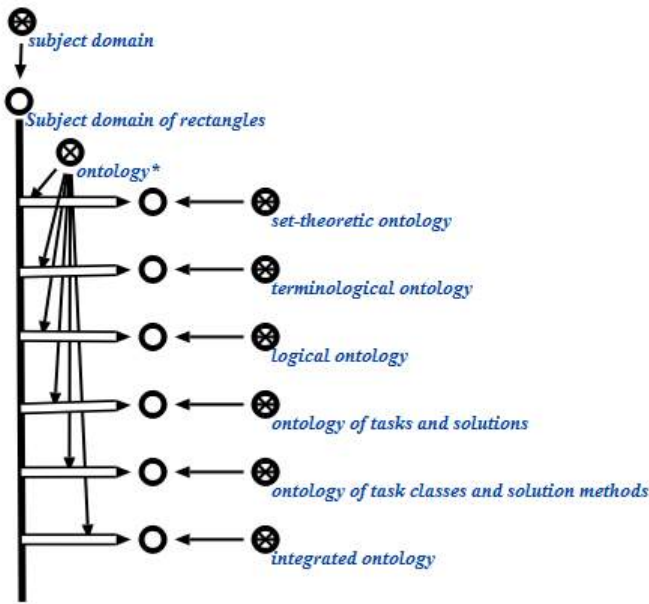 subject domain
Subject domain of rectangles
ontology*
set-theoretic ontology
terminological ontology
logical ontology
ontology of tasks and solutions
ontology of task classes and solution methods
integrated ontology